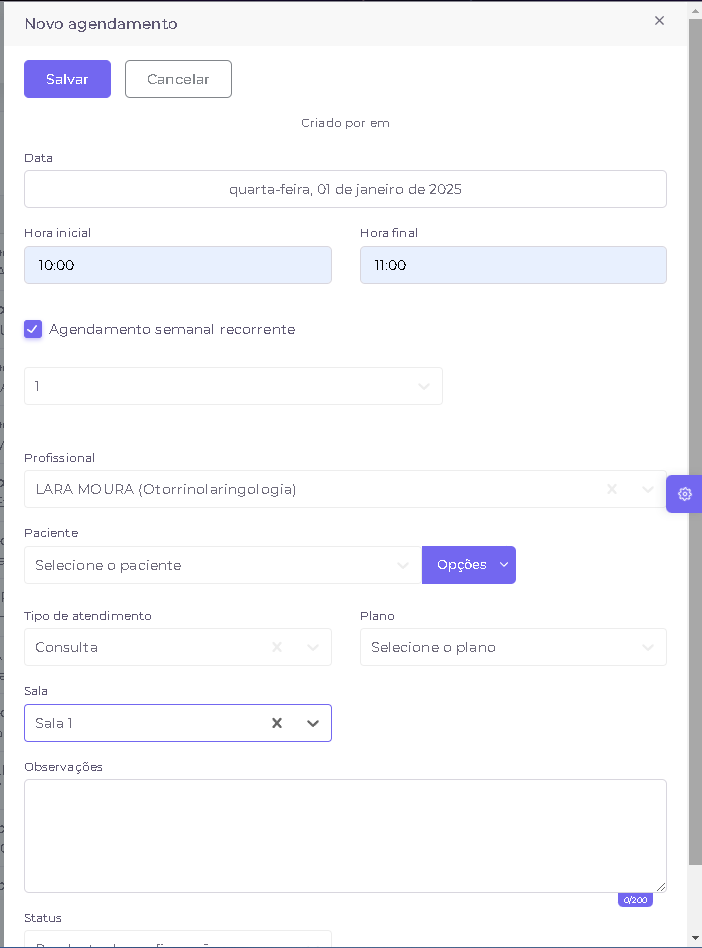 Novo agendamento
Salvar Cancelar
Criado por em
Data
quarta-feira, 01 de janeiro de 2025
Hora inicial Hora final
10:00 11:00
Agendamento semanal recorrente
1
Profissional
LARA MOURA (Otorrinolaringologia)
Paciente
Selecione o paciente Opções
Tipo de atendimento Plano
Consulta Selecione o plano
Sala
Sala 1
Observações
0/200
Status